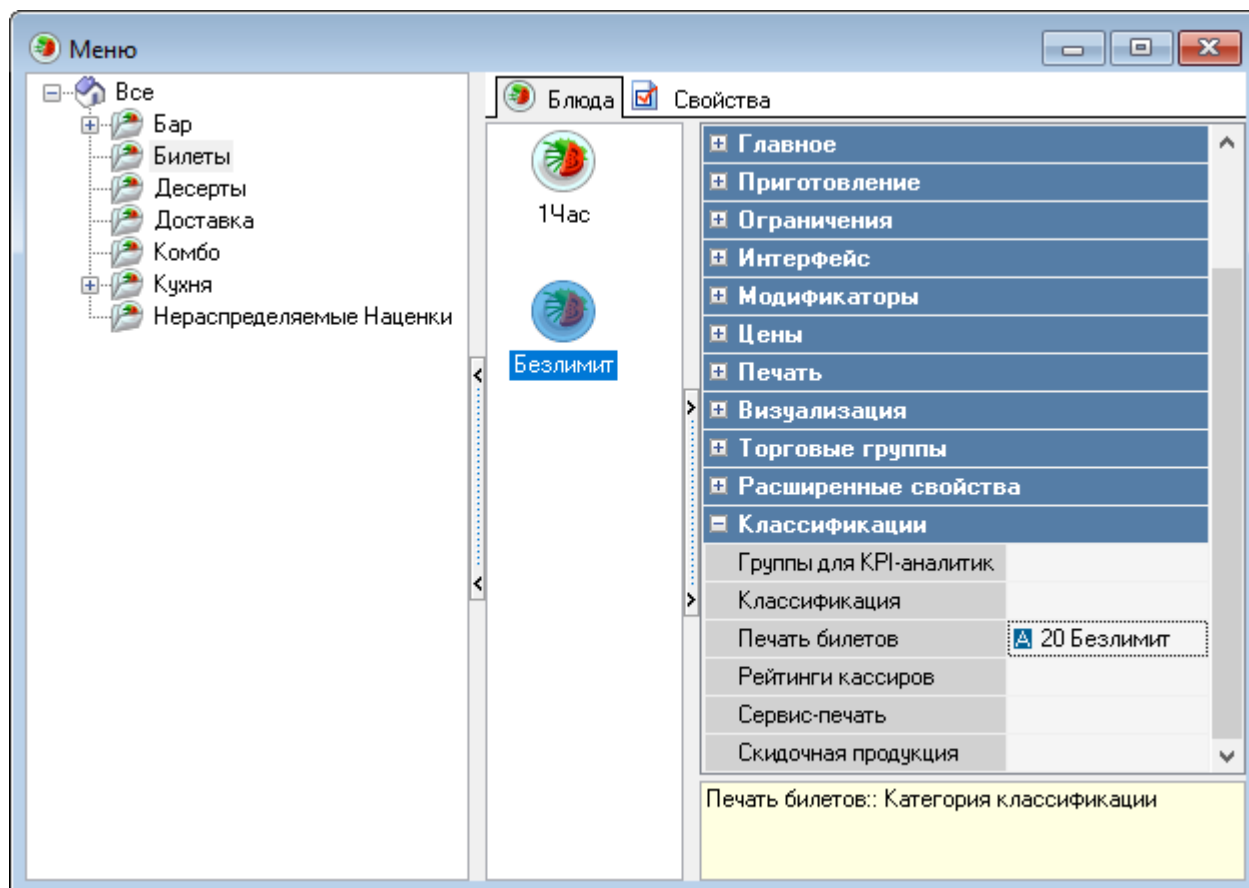 Меню
Все
Бар
Билеты
Десерты
Доставка
Комбо
Кухня
Нераспределяемые Наценки
Блюда
Свойства
1Час
Безлимит
Главное
Приготовление
Ограничения
Интерфейс
Модификаторы
Цены
Печать
Визуализация
Торговые группы
Расширенные свойства
Классификации
Группы для KPI-аналитик
Классификация
Печать билетов A 20 Безлимит
Рейтинги кассиров
Сервис-печать
Скидочная продукция
Печать билетов:: Категория классификации